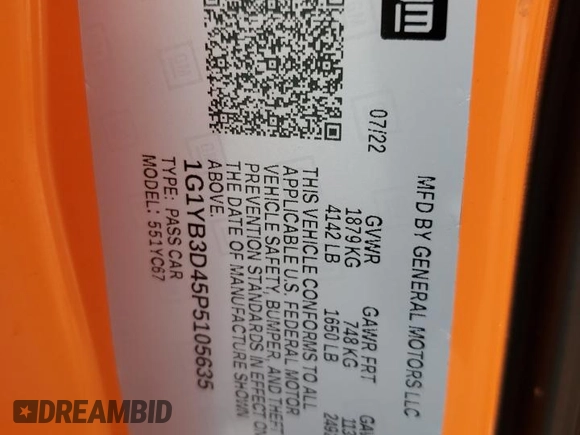 GM
MFD BY GENERAL MOTORS LLC
07/22
GVWR
1879 KG
4142 LB
GAWR FRT
748 KG
1650 LB
THIS VEHICLE CONFORMS TO ALL
APPLICABLE U.S. FEDERAL MOTOR
VEHICLE SAFETY, BUMPER, AND THEFT
PREVENTION STANDARDS IN EFFECT ON
THE DATE OF MANUFACTURE SHOWN
ABOVE.
1G1YB3D45P5105635
TYPE: PASS CAR
MODEL: 551YC67
DREAMBID